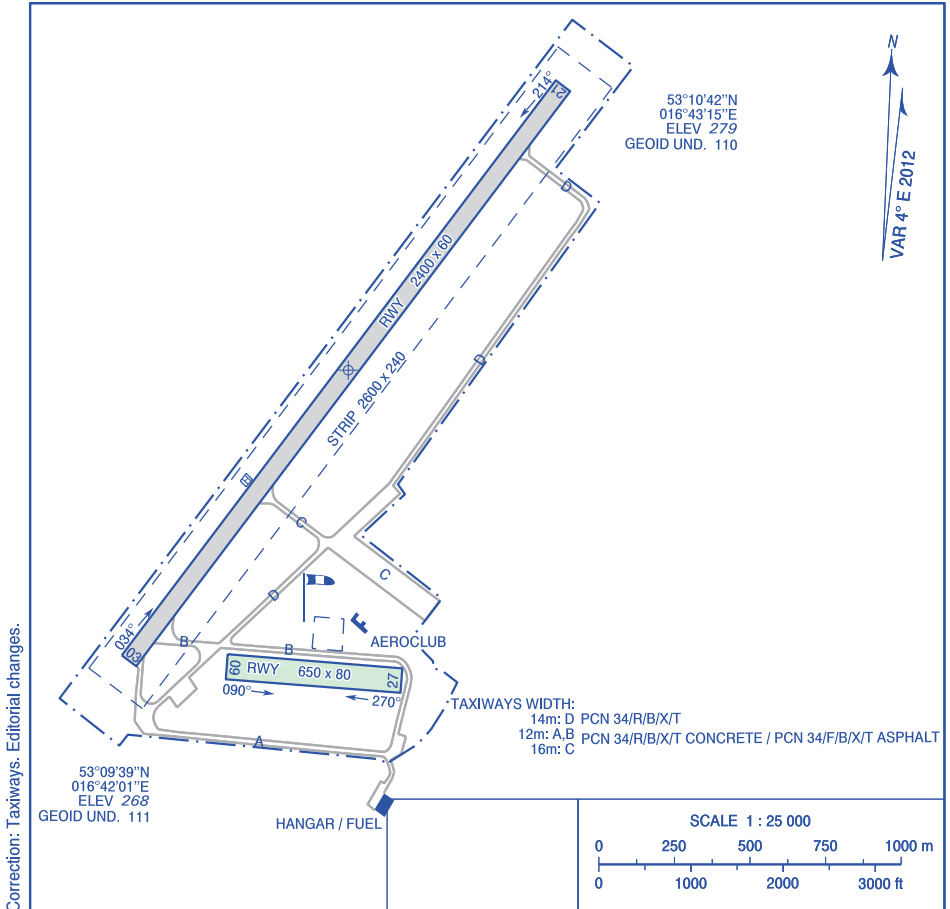 N
VAR 4° E 2012
53°10'42"N
016°43'15"E
ELEV 279
GEOID UND. 110
21
214°
D
RWY 2400 x 60
D
STRIP 2600 x 240
H
C
C
D
034°
03
B
B
F
AEROCLUB
09 RWY 650 x 80 27
090°
270°
A
TAXIWAYS WIDTH:
14m: D PCN 34/R/B/X/T
12m: A,B PCN 34/R/B/X/T CONCRETE / PCN 34/F/B/X/T ASPHALT
16m: C
53°09'39"N
016°42'01"E
ELEV 268
GEOID UND. 111
HANGAR / FUEL
SCALE 1 : 25 000
0 250 500 750 1000 m
0 1000 2000 3000 ft
Correction: Taxiways. Editorial changes.